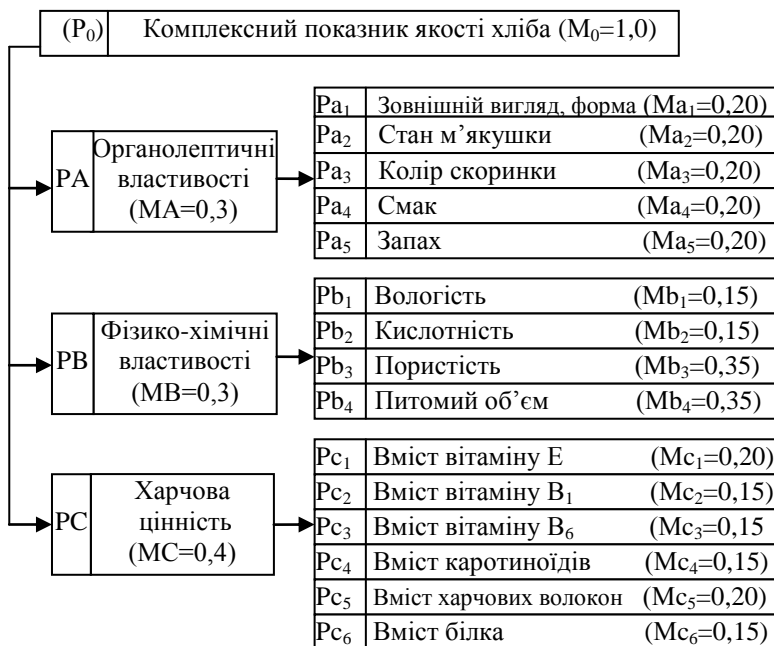 (P₀) Комплексний показник якості хліба (M₀=1,0)
PA Органолептичні
властивості
(MA=0,3)
Pa₁ Зовнішній вигляд, форма (Ma₁=0,20)
Pa₂ Стан м’якушки (Ma₂=0,20)
Pa₃ Колір скоринки (Ma₃=0,20)
Pa₄ Смак (Ma₄=0,20)
Pa₅ Запах (Ma₅=0,20)
PB Фізико-хімічні
властивості
(MB=0,3)
Pb₁ Вологість (Mb₁=0,15)
Pb₂ Кислотність (Mb₂=0,15)
Pb₃ Пористість (Mb₃=0,35)
Pb₄ Питомий об’єм (Mb₄=0,35)
PC Харчова
цінність
(MC=0,4)
Pc₁ Вміст вітаміну Е (Mc₁=0,20)
Pc₂ Вміст вітаміну В₁ (Mc₂=0,15)
Pc₃ Вміст вітаміну В₆ (Mc₃=0,15
Pc₄ Вміст каротиноїдів (Mc₄=0,15)
Pc₅ Вміст харчових волокон (Mc₅=0,20)
Pc₆ Вміст білка (Mc₆=0,15)